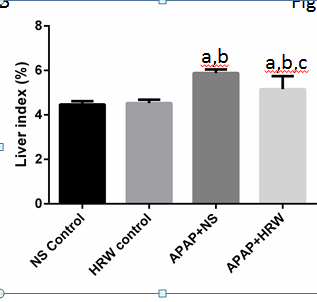 Fig
8
6
4
2
0
Liver index (%)
a,b
a,b,c
NS Control
HRW control
APAP+NS
APAP+HRW